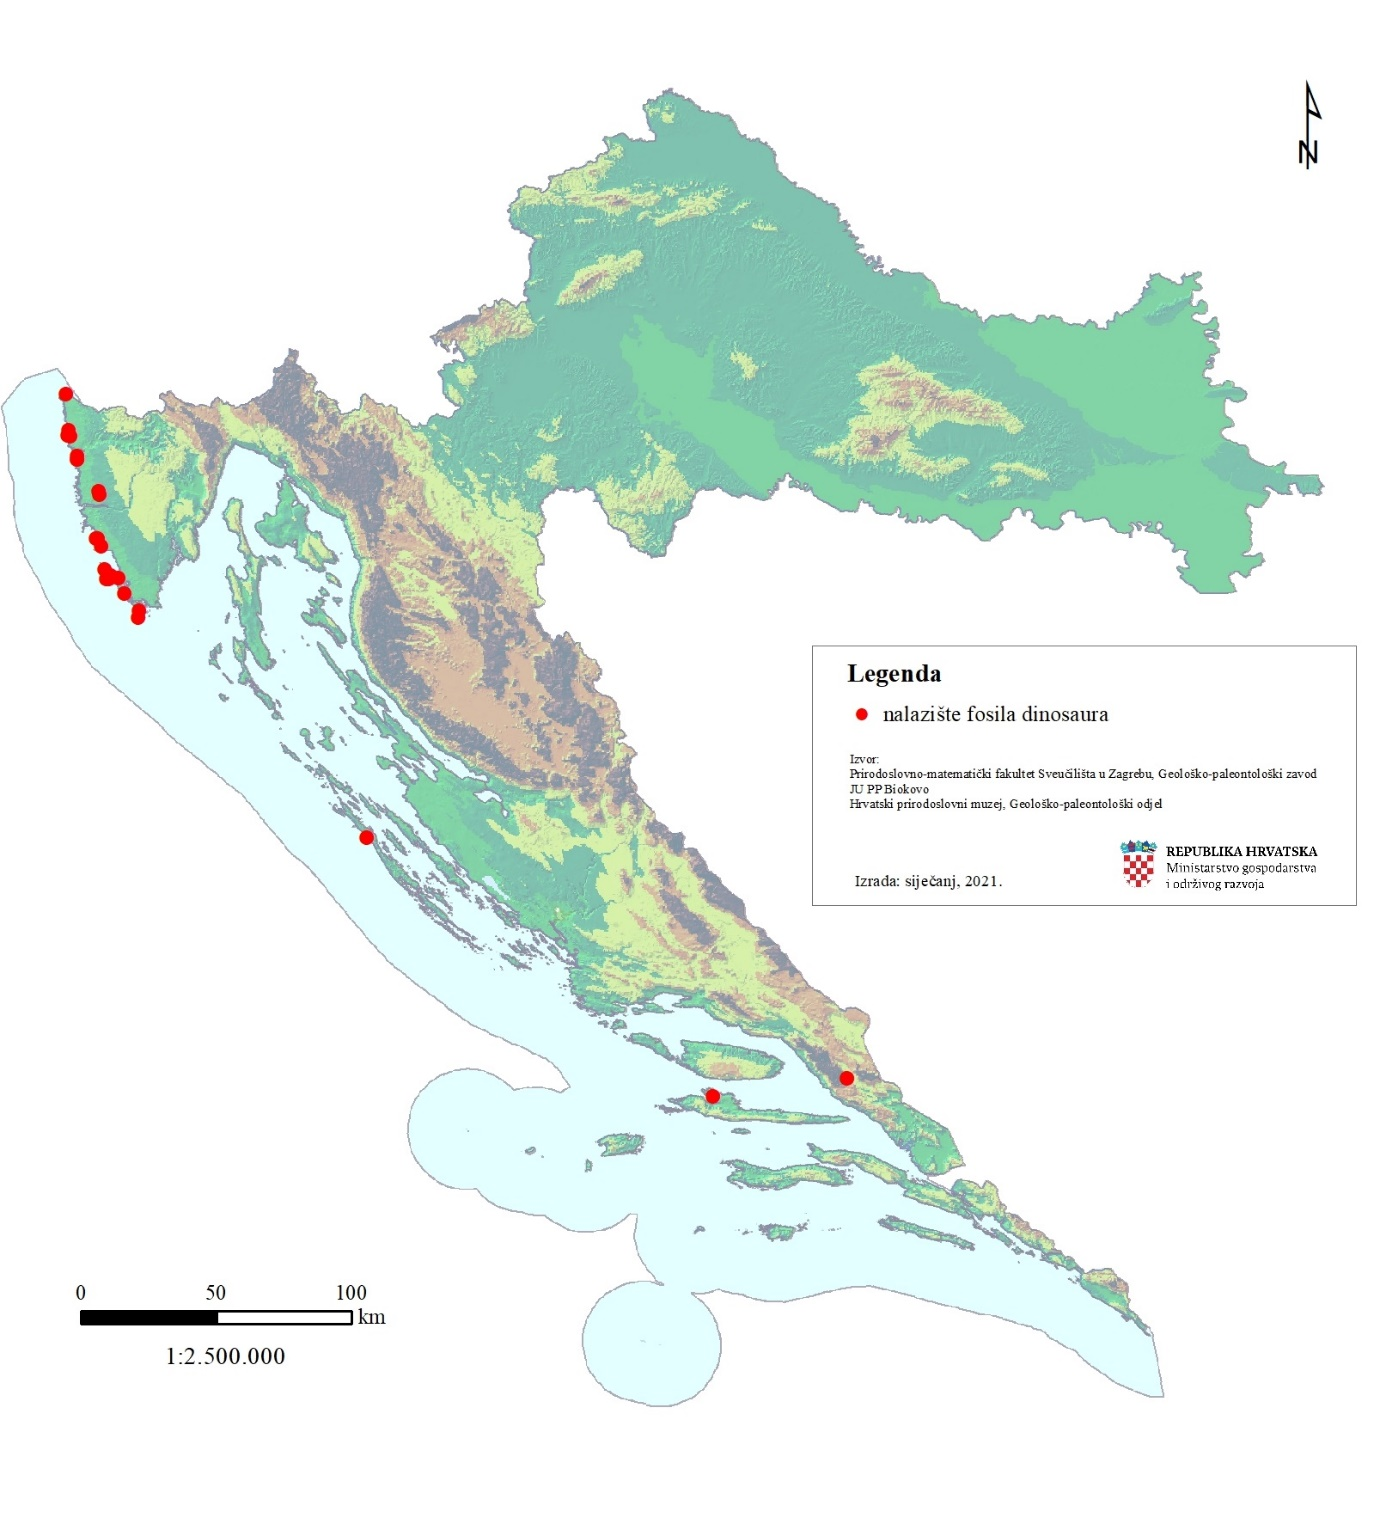 N
Legenda
nalazište fosila dinosaura
Izvor:
Prirodoslovno-matematički fakultet Sveučilišta u Zagrebu, Geološko-paleontološki zavod
JU PP Biokovo
Hrvatski prirodoslovni muzej, Geološko-paleontološki odjel
REPUBLIKA HRVATSKA
Ministarstvo gospodarstva
i održivog razvoja
Izrada: siječanj, 2021.
0 50 100
km
1:2.500.000